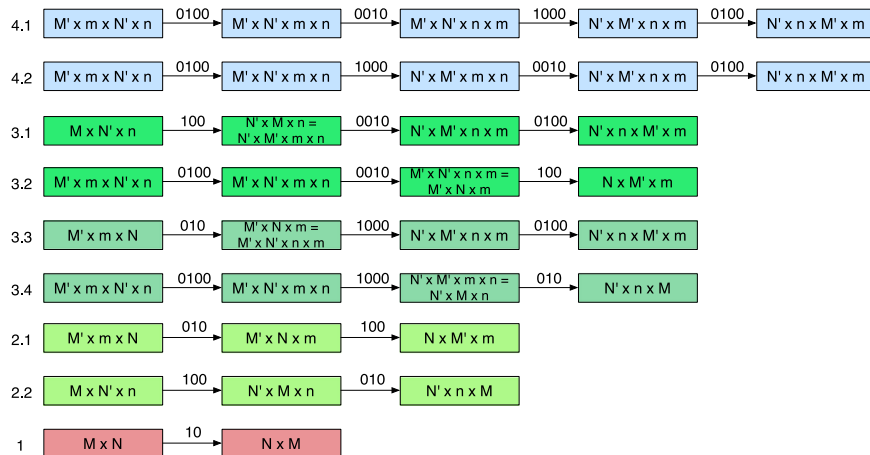 4.1 M' x m x N' x n 0100 M' x N' x m x n 0010 M' x N' x n x m 1000 N' x M' x n x m 0100 N' x n x M' x m
4.2 M' x m x N' x n 0100 M' x N' x m x n 1000 N x M' x m x n 0010 N' x M' x n x m 0100 N' x n x M' x m
3.1 M x N' x n 100 N' x M x n = N' x M' x m x n 0010 N' x M' x n x m 0100 N' x n x M' x m
3.2 M' x m x N' x n 0100 M' x N' x m x n 0010 M' x N' x n x m = M' x N x m 100 N x M' x m
3.3 M' x m x N 010 M' x N x m = M' x N' x n x m 1000 N' x M' x n x m 0100 N' x n x M' x m
3.4 M' x m x N' x n 0100 M' x N' x m x n 1000 N' x M' x m x n = N' x M x n 010 N' x n x M
2.1 M' x m x N 010 M' x N x m 100 N x M' x m
2.2 M x N' x n 100 N' x M x n 010 N' x n x M
1 M x N 10 N x M